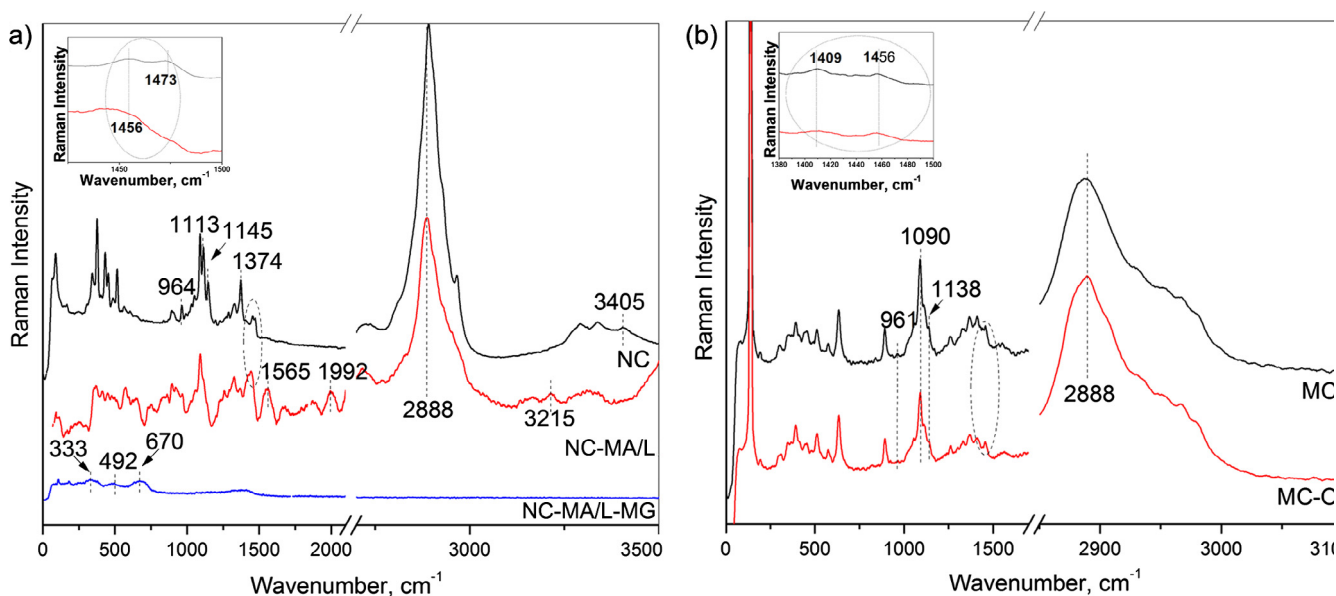 a)
Raman Intensity
1473
1456
1450
1500
Wavenumber, cm-1
Raman Intensity
1113
1145
1374
964
3405
NC
1565
1992
2888
3215
NC-MA/L
333
492
670
NC-MA/L-MG
0
500
1000
1500
2000
3000
3500
Wavenumber, cm-1
(b)
Raman Intensity
1409
1456
1380
1400
1420
1440
1460
1480
1500
Wavenumber, cm-1
Raman Intensity
1090
1138
961
2888
MC
MC-C
0
500
1000
1500
2900
3000
310
Wavenumber, cm-1